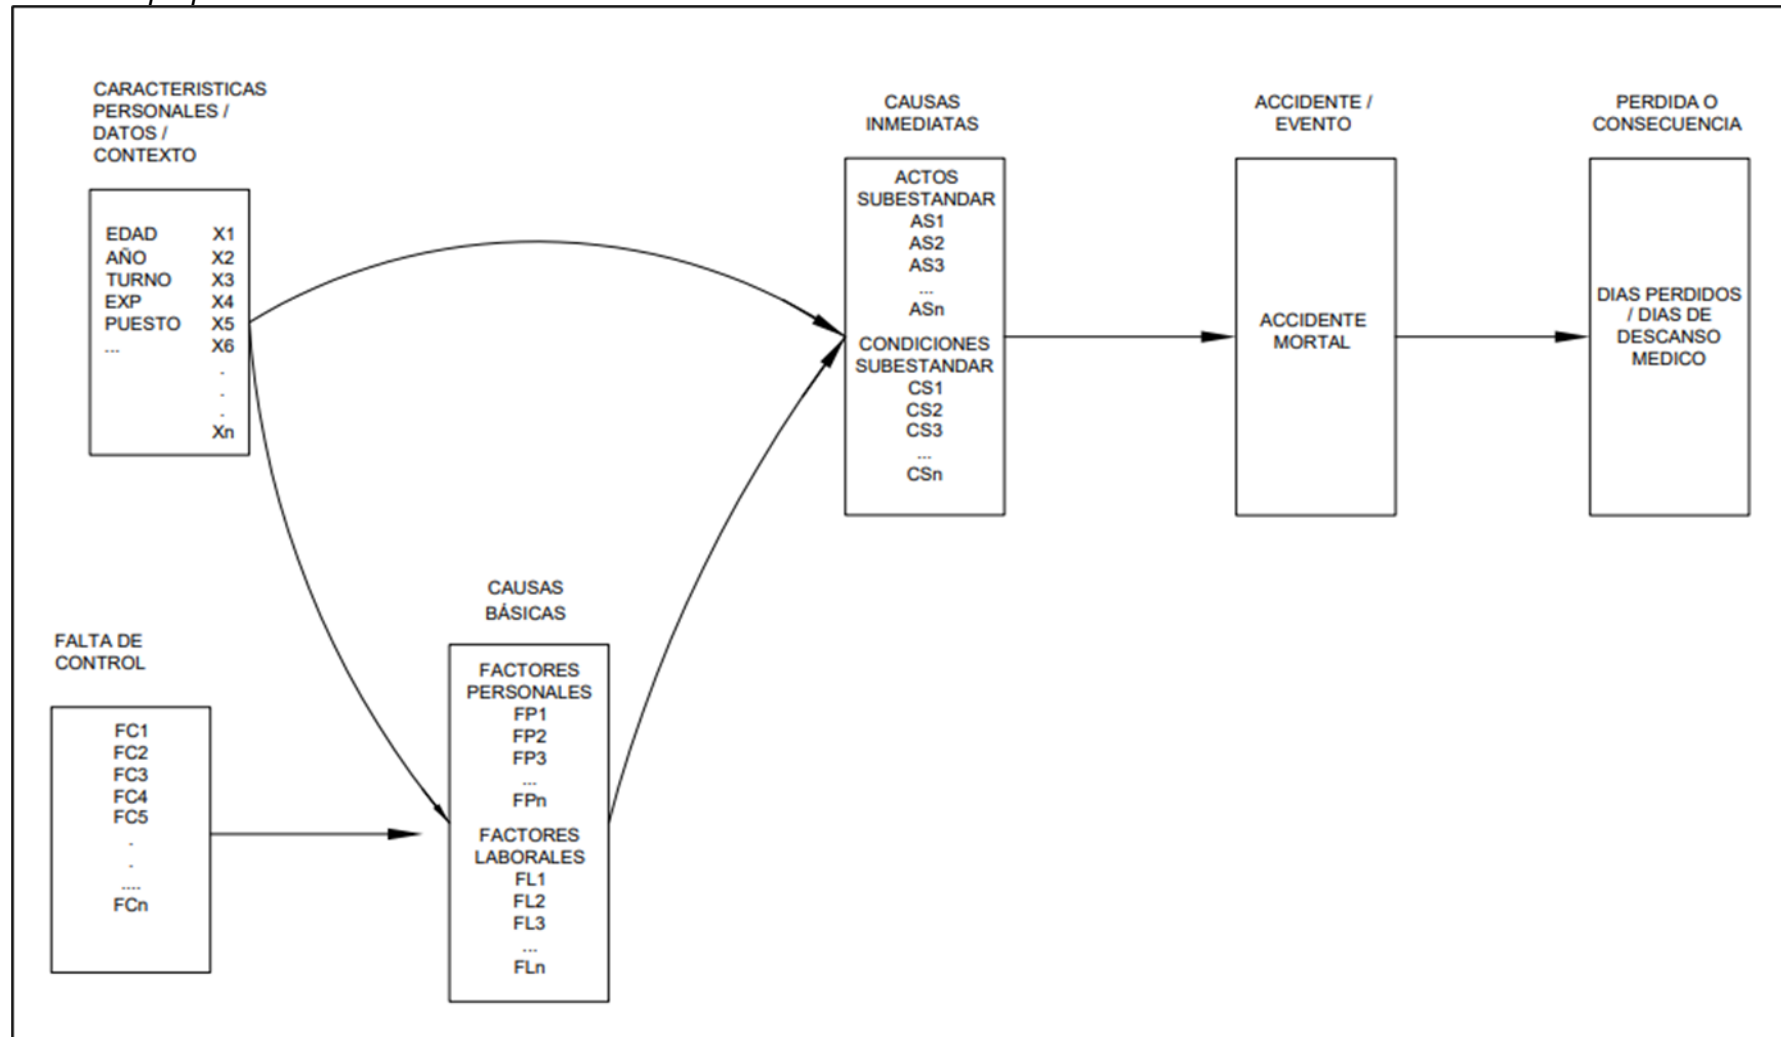 CARACTERISTICAS
PERSONALES /
DATOS /
CONTEXTO
EDAD X1
AÑO X2
TURNO X3
EXP X4
PUESTO X5
... X6
.
.
.
Xn
FALTA DE
CONTROL
FC1
FC2
FC3
FC4
FC5
.
.
....
FCn
CAUSAS
BÁSICAS
FACTORES
PERSONALES
FP1
FP2
FP3
...
FPn
FACTORES
LABORALES
FL1
FL2
FL3
...
FLn
CAUSAS
INMEDIATAS
ACTOS
SUBESTANDAR
AS1
AS2
AS3
...
ASn
CONDICIONES
SUBESTANDAR
CS1
CS2
CS3
...
CSn
ACCIDENTE /
EVENTO
ACCIDENTE
MORTAL
PERDIDA O
CONSECUENCIA
DIAS PERDIDOS
/ DIAS DE
DESCANSO
MEDICO